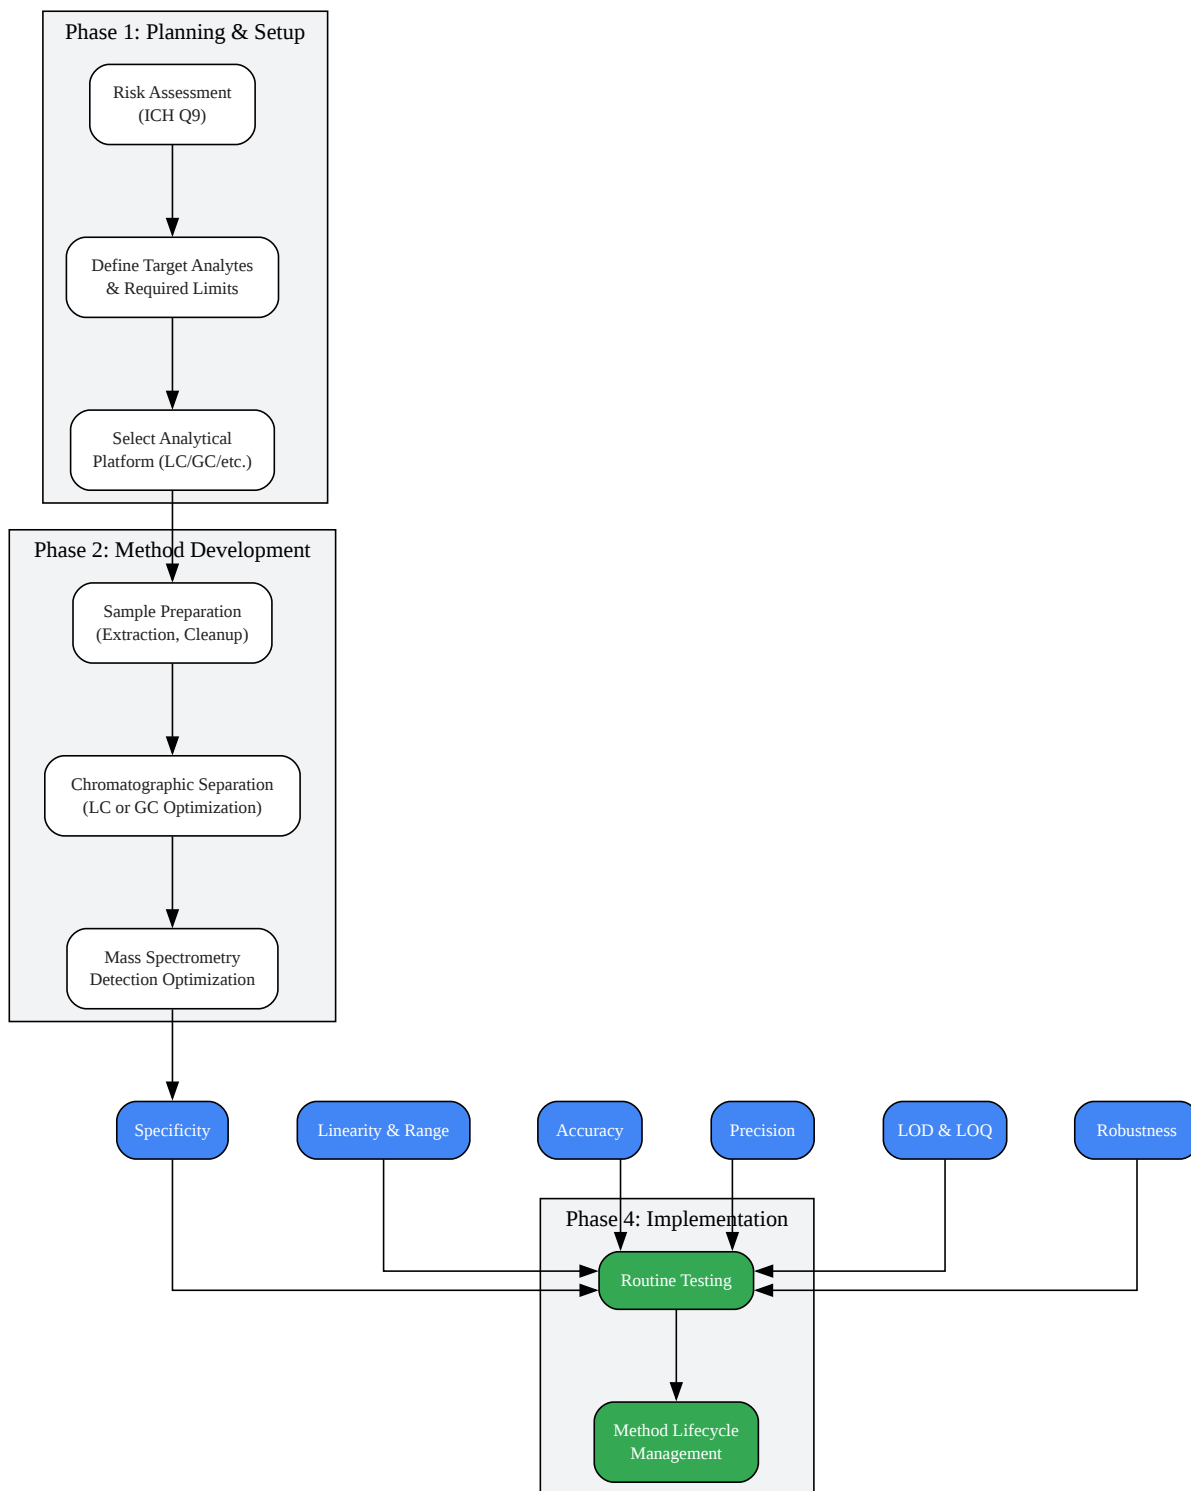 Phase 1: Planning & Setup
Risk Assessment
(ICH Q9)
Define Target Analytes
& Required Limits
Select Analytical
Platform (LC/GC/etc.)
Phase 2: Method Development
Sample Preparation
(Extraction, Cleanup)
Chromatographic Separation
(LC or GC Optimization)
Mass Spectrometry
Detection Optimization
Specificity
Linearity & Range
Accuracy
Precision
LOD & LOQ
Robustness
Phase 4: Implementation
Routine Testing
Method Lifecycle
Management